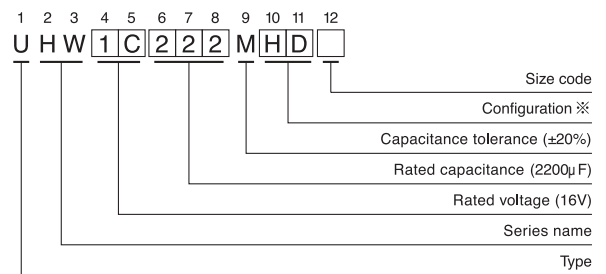 1 2 3 4 5 6 7 8 9 10 11 12
U H W 1 C 2 2 2 M H D
Size code
Configuration ※
Capacitance tolerance (±20%)
Rated capacitance (2200µF)
Rated voltage (16V)
Series name
Type